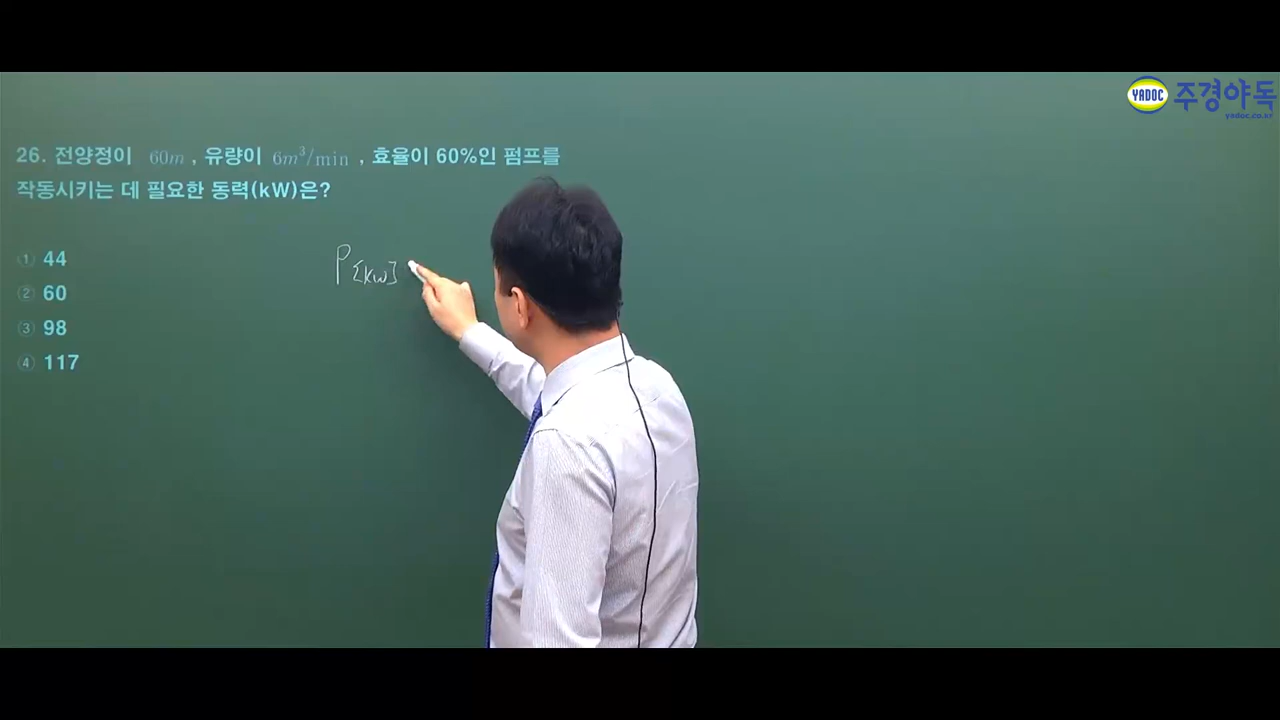 YADOC 주경야독
yadoc.co.kr
26. 전양정이 60m , 유량이 6m³/min , 효율이 60%인 펌프를
작동시키는 데 필요한 동력(kW)은?
① 44
② 60
③ 98
④ 117
P[kW]